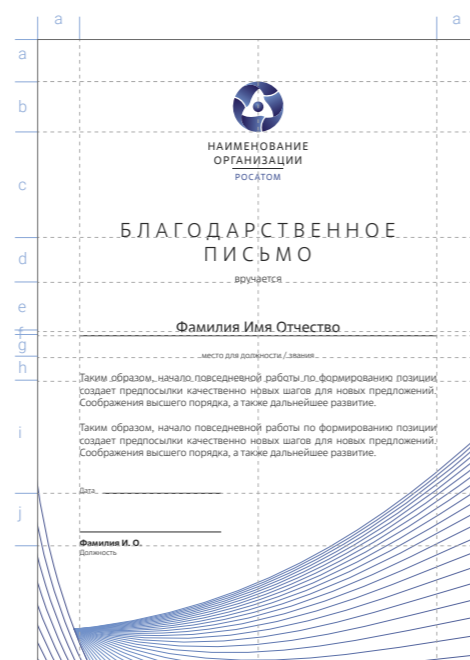 a
a
a
b
НАИМЕНОВАНИЕ
ОРГАНИЗАЦИИ
РОСАТОМ
c
БЛАГОДАРСТВЕННОЕ
ПИСЬМО
d
вручается
e
Фамилия Имя Отчество
f
g
место для должности / звания
h
Таким образом, начало повседневной работы по формированию позиции
создает предпосылки качественно новых шагов для новых предложений.
Соображения высшего порядка, а также дальнейшее развитие.
Таким образом, начало повседневной работы по формированию позиции
i
создает предпосылки качественно новых шагов для новых предложений.
Соображения высшего порядка, а также дальнейшее развитие.
Дата
j
Фамилия И. О.
Должность